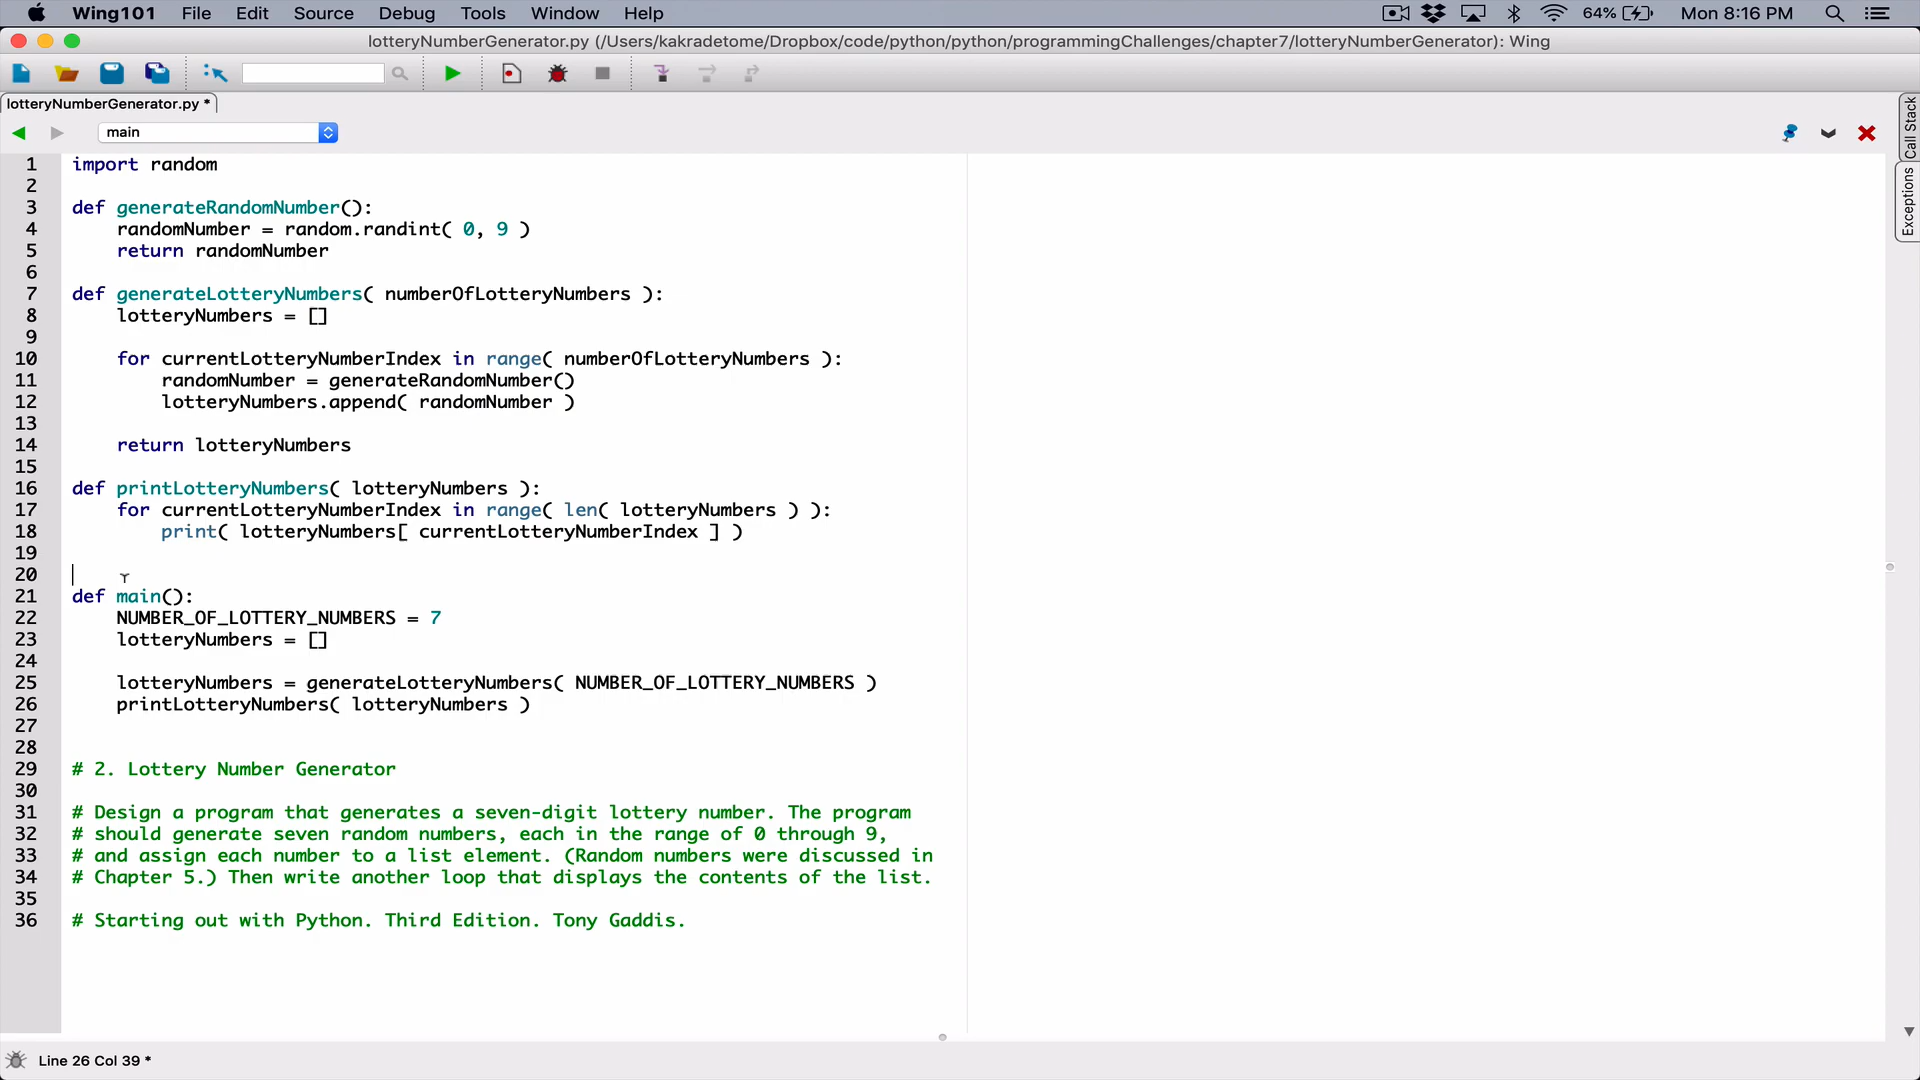 Wing101 File Edit Source Debug Tools Window Help 64% Mon 8:16 PM
lotteryNumberGenerator.py (/Users/kakradetome/Dropbox/code/python/python/programmingChallenges/chapter7/lotteryNumberGenerator): Wing
lotteryNumberGenerator.py *
main
Call Stack
Exceptions
1 import random
2
3 def generateRandomNumber():
4 randomNumber = random.randint( 0, 9 )
5 return randomNumber
6
7 def generateLotteryNumbers( numberOfLotteryNumbers ):
8 lotteryNumbers = []
9
10 for currentLotteryNumberIndex in range( numberOfLotteryNumbers ):
11 randomNumber = generateRandomNumber()
12 lotteryNumbers.append( randomNumber )
13
14 return lotteryNumbers
15
16 def printLotteryNumbers( lotteryNumbers ):
17 for currentLotteryNumberIndex in range( len( lotteryNumbers ) ):
18 print( lotteryNumbers[ currentLotteryNumberIndex ] )
19
20
21 def main():
22 NUMBER_OF_LOTTERY_NUMBERS = 7
23 lotteryNumbers = []
24
25 lotteryNumbers = generateLotteryNumbers( NUMBER_OF_LOTTERY_NUMBERS )
26 printLotteryNumbers( lotteryNumbers )
27
28
29 # 2. Lottery Number Generator
30
31 # Design a program that generates a seven-digit lottery number. The program
32 # should generate seven random numbers, each in the range of 0 through 9,
33 # and assign each number to a list element. (Random numbers were discussed in
34 # Chapter 5.) Then write another loop that displays the contents of the list.
35
36 # Starting out with Python. Third Edition. Tony Gaddis.
Line 26 Col 39 *